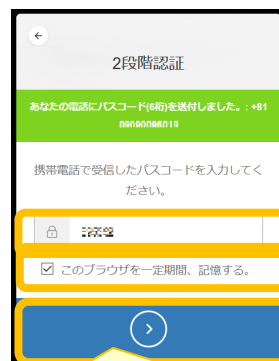 2段階認証
あなたの電話にパスコード(6桁)を送付しました。: +81
携帯電話で受信したパスコードを入力してく
ださい。
このブラウザを一定期間、記憶する。